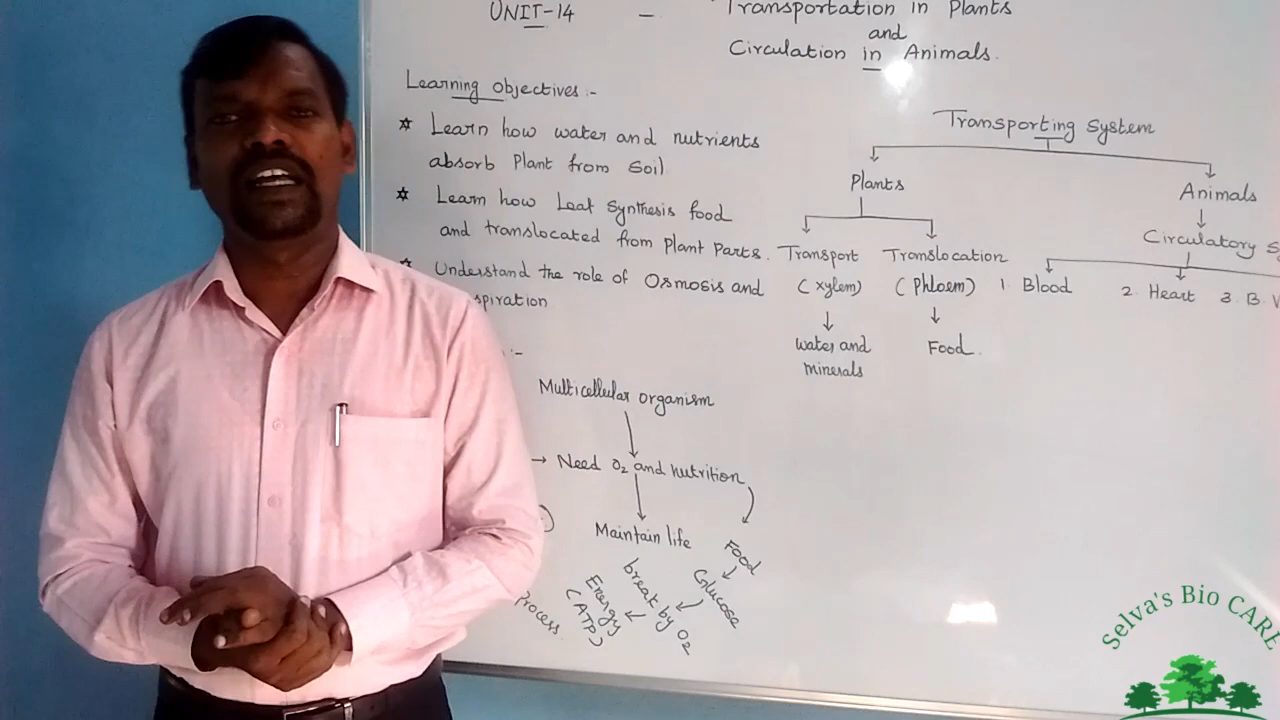 UNIT-14 - Transportation in Plants
and
Circulation in Animals.
Learning objectives :-
Learn how water and nutrients
absorb Plant from Soil.
Learn how Leaf Synthesis food
and translocated from Plant Parts.
Understand the role of Osmosis and
spiration
Multicellular organism
→ Need O2 and nutrition
Maintain life
Food
Glucose
break by O2
Energy
(ATP)
Process.
Transporting System
Plants
Animals
Transport
(xylem)
water and
minerals
Translocation
(Phloem)
Food.
Circulatory S
1. Blood
2. Heart
3. B. V
Selva's Bio CARE